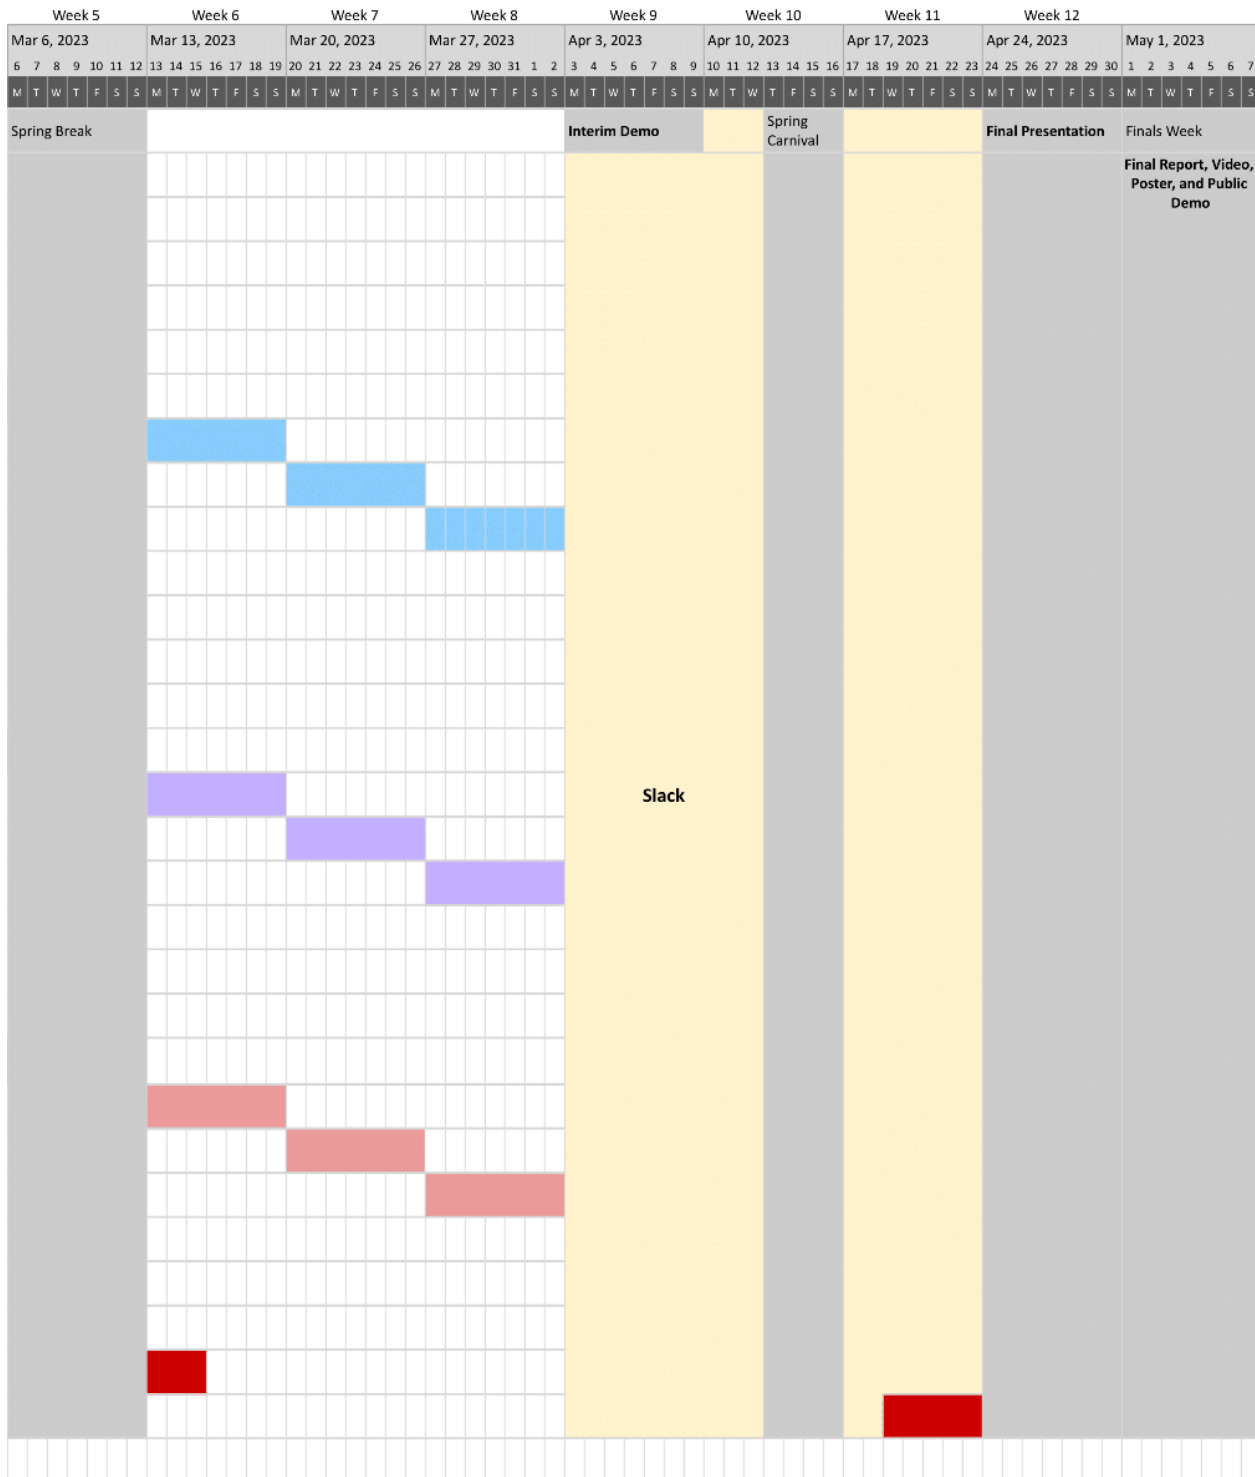 Week 5 Week 6 Week 7 Week 8 Week 9 Week 10 Week 11 Week 12
Mar 6, 2023 Mar 13, 2023 Mar 20, 2023 Mar 27, 2023 Apr 3, 2023 Apr 10, 2023 Apr 17, 2023 Apr 24, 2023 May 1, 2023
6 7 8 9 10 11 12 13 14 15 16 17 18 19 20 21 22 23 24 25 26 27 28 29 30 31 1 2 3 4 5 6 7 8 9 10 11 12 13 14 15 16 17 18 19 20 21 22 23 24 25 26 27 28 29 30 1 2 3 4 5 6 7
M T W T F S S M T W T F S S M T W T F S S M T W T F S S M T W T F S S M T W T F S S M T W T F S S M T W T F S S M T W T F S S
Spring Break
Interim Demo
Spring
Carnival
Final Presentation
Finals Week
Final Report, Video,
Poster, and Public
Demo
Slack